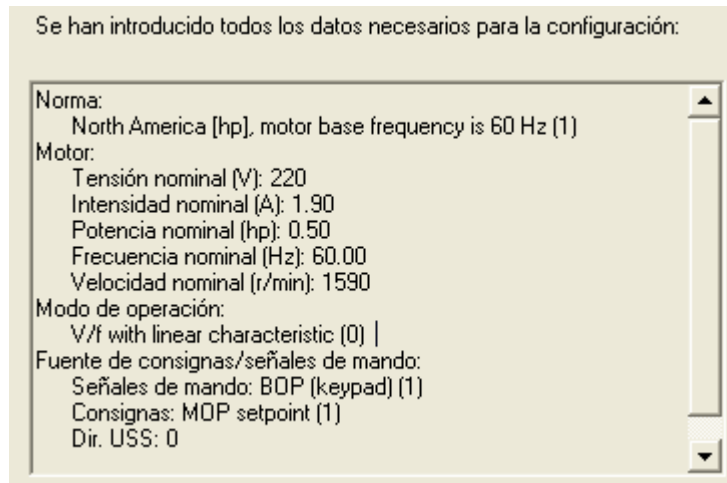 Se han introducido todos los datos necesarios para la configuración:
Norma:
North America [hp], motor base frequency is 60 Hz (1)
Motor:
Tensión nominal (V): 220
Intensidad nominal (A): 1.90
Potencia nominal (hp): 0.50
Frecuencia nominal (Hz): 60.00
Velocidad nominal (r/min): 1590
Modo de operación:
V/f with linear characteristic (0)
Fuente de consignas/señales de mando:
Señales de mando: BOP (keypad) (1)
Consignas: MOP setpoint (1)
Dir. USS: 0